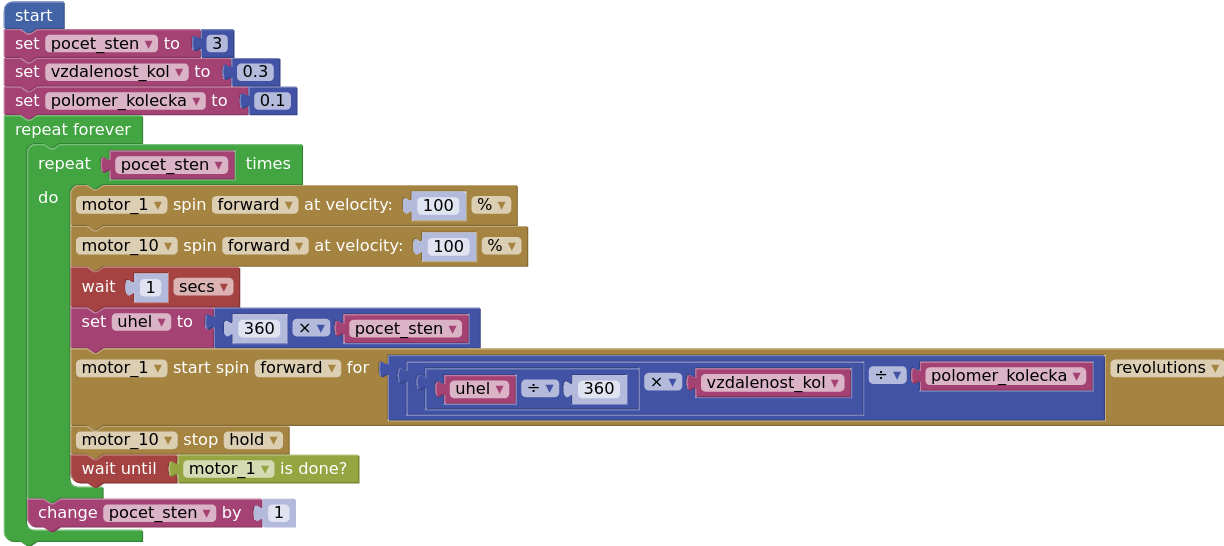 start
set pocet_sten ▾ to 3
set vzdalenost_kol ▾ to 0.3
set polomer_kolecka ▾ to 0.1
repeat forever
repeat pocet_sten ▾ times
do
motor_1 ▾ spin forward ▾ at velocity: 100 % ▾
motor_10 ▾ spin forward ▾ at velocity: 100 % ▾
wait 1 secs ▾
set uhel ▾ to 360 × ▾ pocet_sten ▾
motor_1 ▾ start spin forward ▾ for uhel ▾ ÷ ▾ 360 × ▾ vzdalenost_kol ▾ ÷ ▾ polomer_kolecka ▾ revolutions ▾
motor_10 ▾ stop hold ▾
wait until motor_1 ▾ is done?
change pocet_sten ▾ by 1